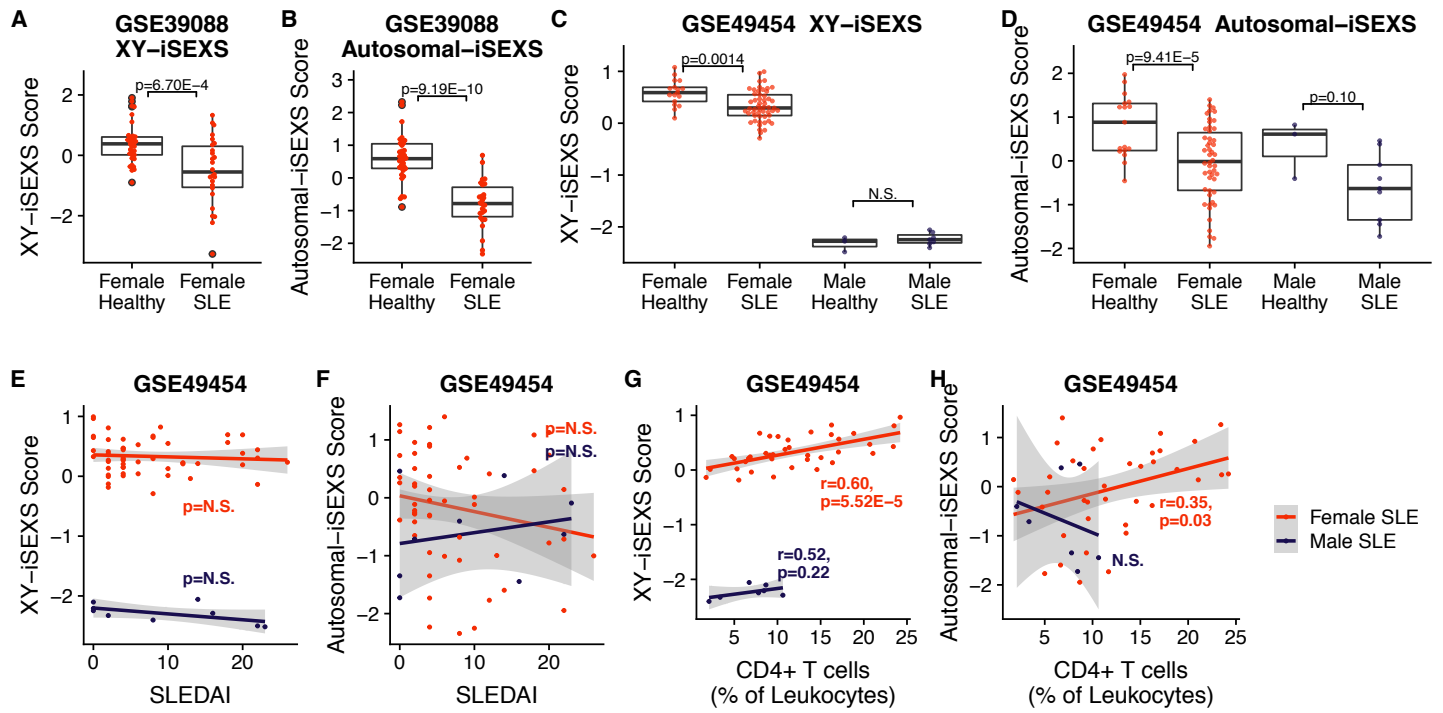 A
GSE39088
XY−iSEXS
XY−iSEXS Score
2
0
−2
p=6.70E−4
Female
Healthy
Female
SLE
B
GSE39088
Autosomal−iSEXS
Autosomal−iSEXS Score
3
2
1
0
−1
−2
p=9.19E−10
Female
Healthy
Female
SLE
C
GSE49454 XY−iSEXS
XY−iSEXS Score
1
0
−1
−2
p=0.0014
N.S.
Female
Healthy
Female
SLE
Male
Healthy
Male
SLE
D
GSE49454 Autosomal−iSEXS
Autosomal−iSEXS Score
2
1
0
−1
−2
p=9.41E−5
p=0.10
Female
Healthy
Female
SLE
Male
Healthy
Male
SLE
E
GSE49454
XY−iSEXS Score
1
0
−1
−2
p=N.S.
p=N.S.
0
20
SLEDAI
F
GSE49454
Autosomal−iSEXS Score
1
0
−1
−2
p=N.S.
p=N.S.
0
20
SLEDAI
G
GSE49454
XY−iSEXS Score
1
0
−1
−2
r=0.60,
p=5.52E−5
r=0.52,
p=0.22
5
10
15
20
25
CD4+ T cells
(% of Leukocytes)
H
GSE49454
Autosomal−iSEXS Score
1
0
−1
−2
r=0.35,
p=0.03
N.S.
5
10
15
20
25
CD4+ T cells
(% of Leukocytes)
Female SLE
Male SLE